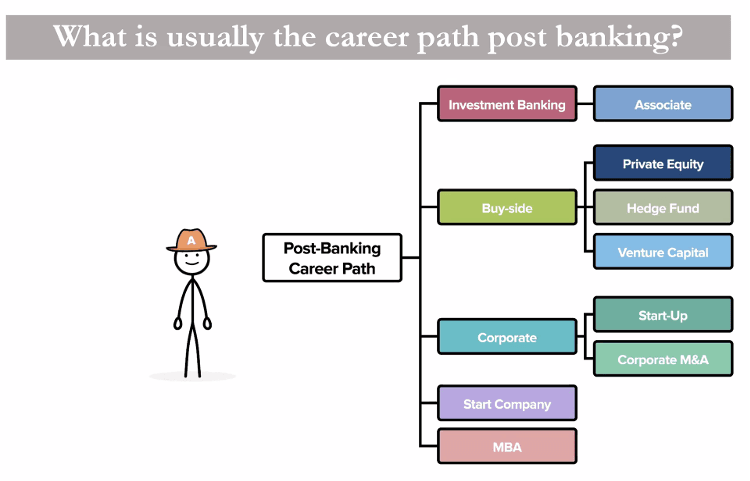 What is usually the career path post banking?
Investment Banking
Associate
Private Equity
Buy-side
Hedge Fund
Venture Capital
A
Post-Banking
Career Path
Start-Up
Corporate
Corporate M&A
Start Company
MBA